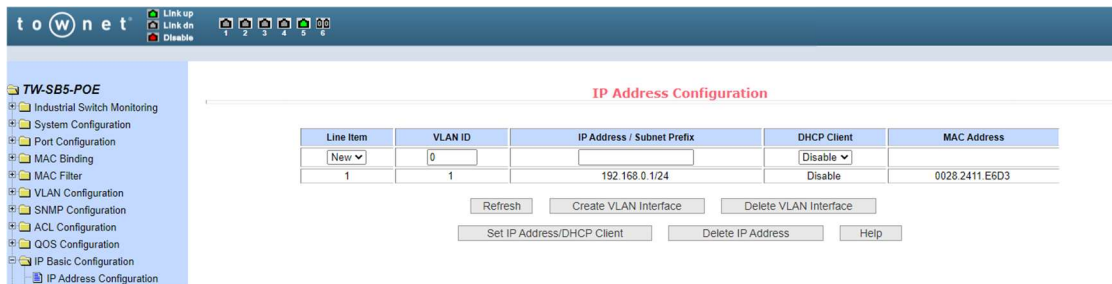 townet
Link up
Link dn
Disable
1 2 3 4 5 6
TW-SB5-POE
Industrial Switch Monitoring
System Configuration
Port Configuration
MAC Binding
MAC Filter
VLAN Configuration
SNMP Configuration
ACL Configuration
QOS Configuration
IP Basic Configuration
IP Address Configuration
IP Address Configuration
Line Item VLAN ID IP Address / Subnet Prefix DHCP Client MAC Address
New 0 Disable
1 1 192.168.0.1/24 Disable 0028.2411.E6D3
Refresh Create VLAN Interface Delete VLAN Interface
Set IP Address/DHCP Client Delete IP Address Help